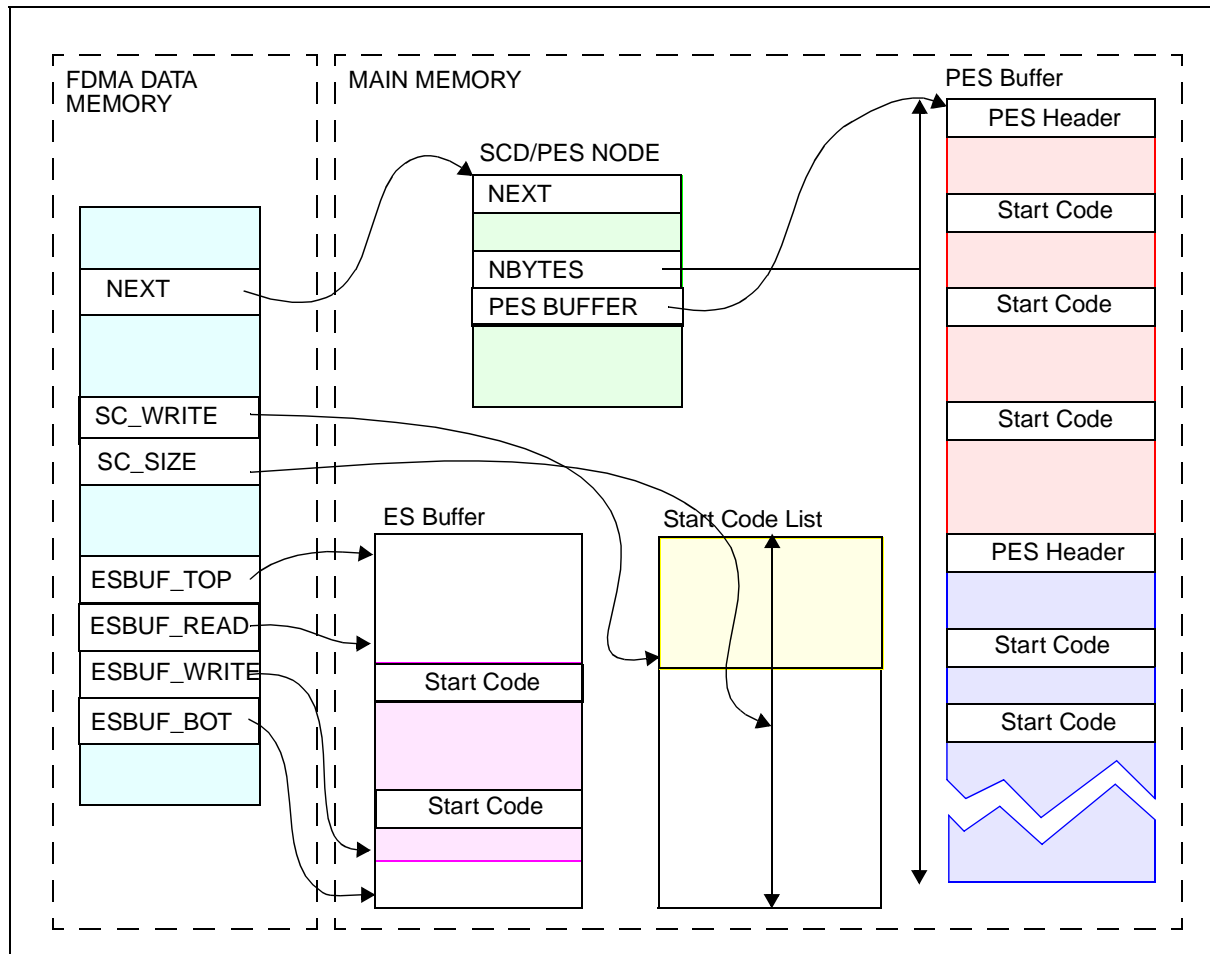 FDMA DATA
MEMORY
MAIN MEMORY
PES Buffer
PES Header
SCD/PES NODE
NEXT
Start Code
NBYTES
NEXT
PES BUFFER
Start Code
SC_WRITE
Start Code
SC_SIZE
ES Buffer
Start Code List
PES Header
ESBUF_TOP
ESBUF_READ
Start Code
ESBUF_WRITE
Start Code
ESBUF_BOT
Start Code
Start Code